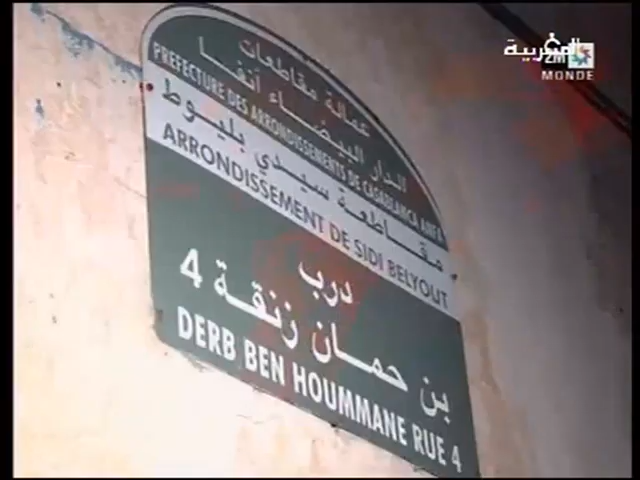 المغربية
2M
MONDE
عمالة مقاطعات
الدار البيضاء أنفا
PREFECTURE DES ARRONDISSEMENTS DE CASABLANCA ANFA
مقاطعة سيدي بليوط
ARRONDISSEMENT DE SIDI BELYOUT
درب
بن حمان زنقة 4
DERB BEN HOUMMANE RUE 4